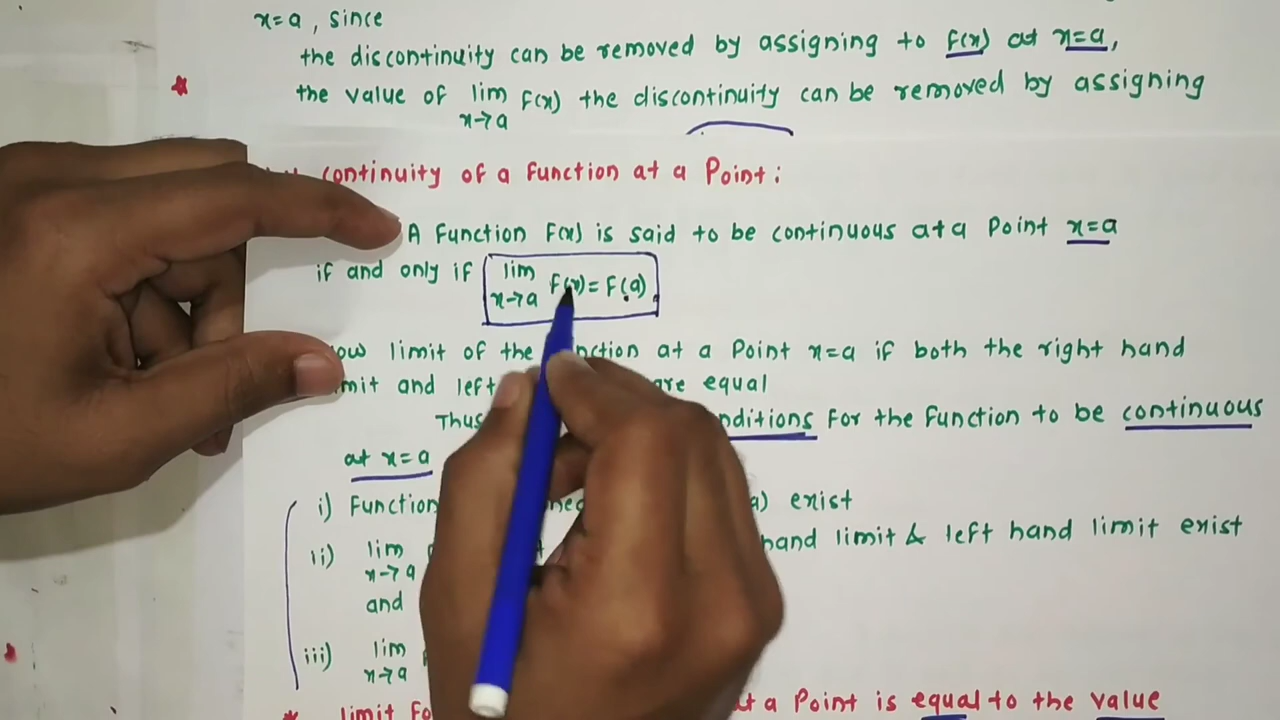 x=a, since
the discontinuity can be removed by assigning to F(x) at x=a,
the value of lim x→a F(x) the discontinuity can be removed by assigning
continuity of a Function at a Point:
A Function F(x) is said to be continuous at a Point x=a
if and only if lim x→a F(x) = F(a)
limit of the at a Point x=a if both the right hand
and left are equal
Thus For the Function to be continuous
at x=a
i) Function a) exist
ii) lim x→a hand limit & left hand limit exist
and
iii) lim x→a
limit at a Point is equal to the value